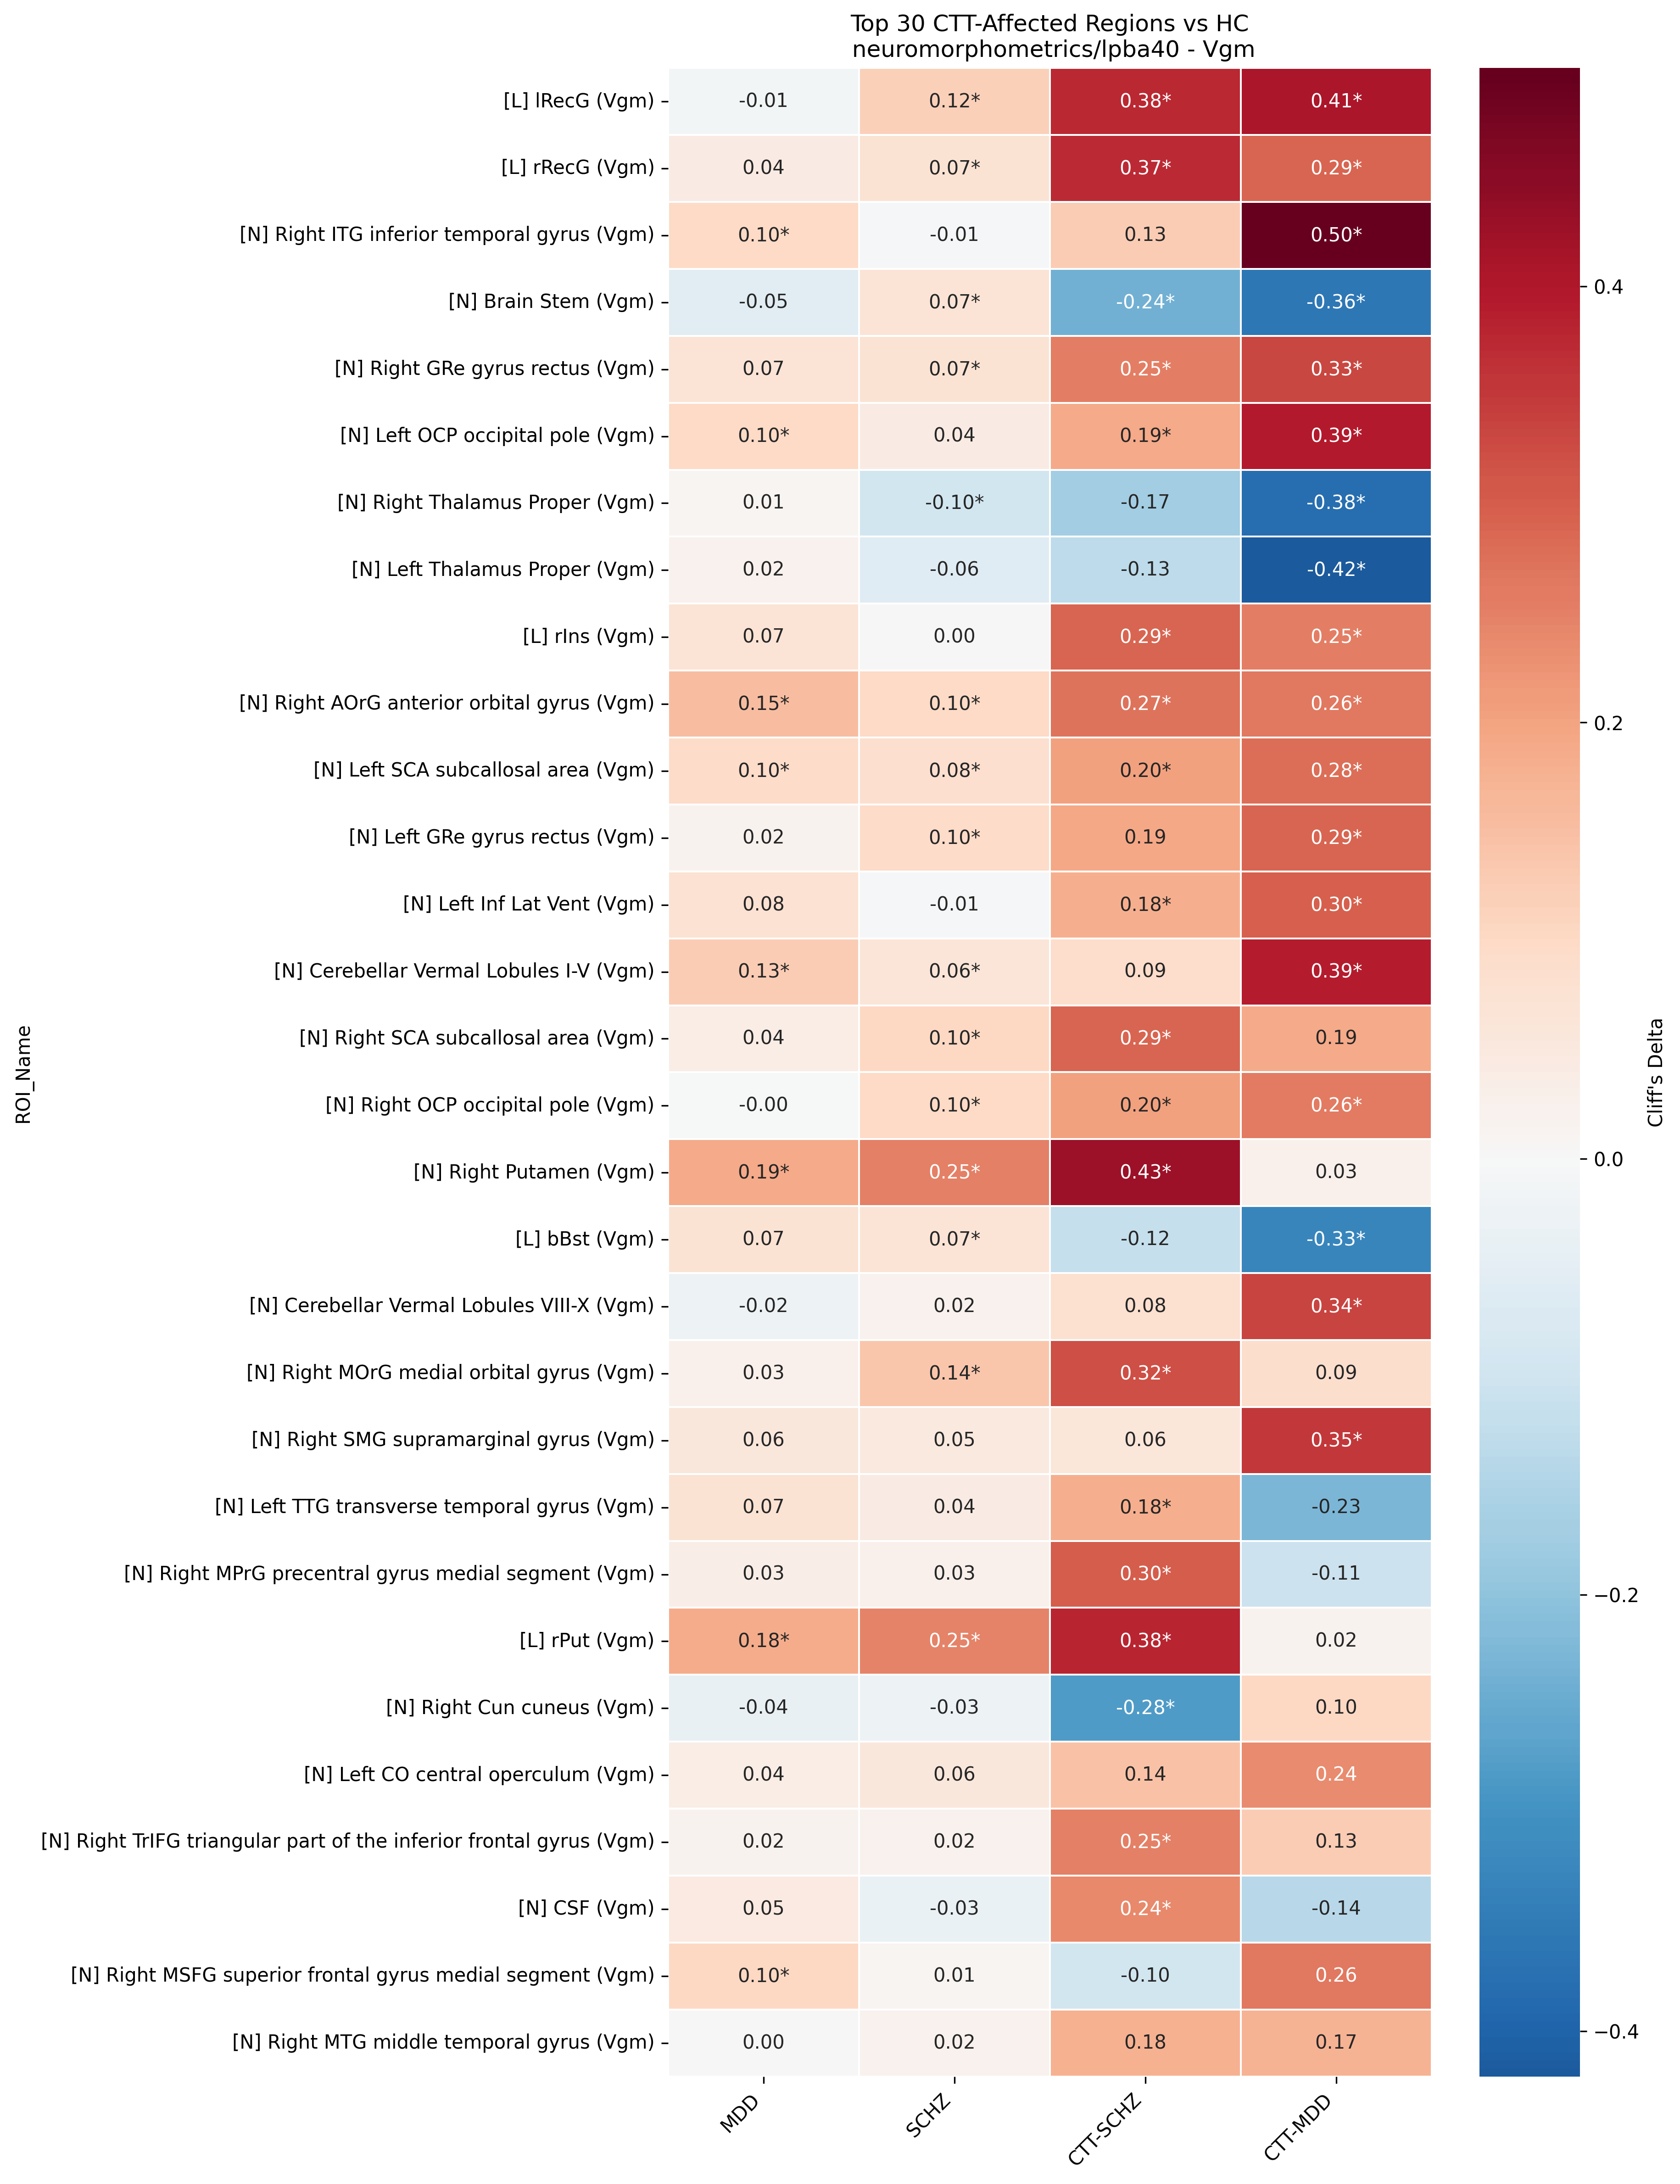 Top 30 CTT-Affected Regions vs HC
neuromorphometrics/lpba40 - Vgm
ROI_Name
[L] lRecG (Vgm) -0.01 0.12* 0.38* 0.41*
[L] rRecG (Vgm) 0.04 0.07* 0.37* 0.29*
[N] Right ITG inferior temporal gyrus (Vgm) 0.10* -0.01 0.13 0.50*
[N] Brain Stem (Vgm) -0.05 0.07* -0.24* -0.36*
[N] Right GRe gyrus rectus (Vgm) 0.07 0.07* 0.25* 0.33*
[N] Left OCP occipital pole (Vgm) 0.10* 0.04 0.19* 0.39*
[N] Right Thalamus Proper (Vgm) 0.01 -0.10* -0.17 -0.38*
[N] Left Thalamus Proper (Vgm) 0.02 -0.06 -0.13 -0.42*
[L] rIns (Vgm) 0.07 0.00 0.29* 0.25*
[N] Right AOrG anterior orbital gyrus (Vgm) 0.15* 0.10* 0.27* 0.26*
[N] Left SCA subcallosal area (Vgm) 0.10* 0.08* 0.20* 0.28*
[N] Left GRe gyrus rectus (Vgm) 0.02 0.10* 0.19 0.29*
[N] Left Inf Lat Vent (Vgm) 0.08 -0.01 0.18* 0.30*
[N] Cerebellar Vermal Lobules I-V (Vgm) 0.13* 0.06* 0.09 0.39*
[N] Right SCA subcallosal area (Vgm) 0.04 0.10* 0.29* 0.19
[N] Right OCP occipital pole (Vgm) -0.00 0.10* 0.20* 0.26*
[N] Right Putamen (Vgm) 0.19* 0.25* 0.43* 0.03
[L] bBst (Vgm) 0.07 0.07* -0.12 -0.33*
[N] Cerebellar Vermal Lobules VIII-X (Vgm) -0.02 0.02 0.08 0.34*
[N] Right MOrG medial orbital gyrus (Vgm) 0.03 0.14* 0.32* 0.09
[N] Right SMG supramarginal gyrus (Vgm) 0.06 0.05 0.06 0.35*
[N] Left TTG transverse temporal gyrus (Vgm) 0.07 0.04 0.18* -0.23
[N] Right MPrG precentral gyrus medial segment (Vgm) 0.03 0.03 0.30* -0.11
[L] rPut (Vgm) 0.18* 0.25* 0.38* 0.02
[N] Right Cun cuneus (Vgm) -0.04 -0.03 -0.28* 0.10
[N] Left CO central operculum (Vgm) 0.04 0.06 0.14 0.24
[N] Right TrIFG triangular part of the inferior frontal gyrus (Vgm) 0.02 0.02 0.25* 0.13
[N] CSF (Vgm) 0.05 -0.03 0.24* -0.14
[N] Right MSFG superior frontal gyrus medial segment (Vgm) 0.10* 0.01 -0.10 0.26
[N] Right MTG middle temporal gyrus (Vgm) 0.00 0.02 0.18 0.17
MDD SCHZ CTT-SCHZ CTT-MDD
0.4
0.2
0.0
−0.2
−0.4
Cliff's Delta